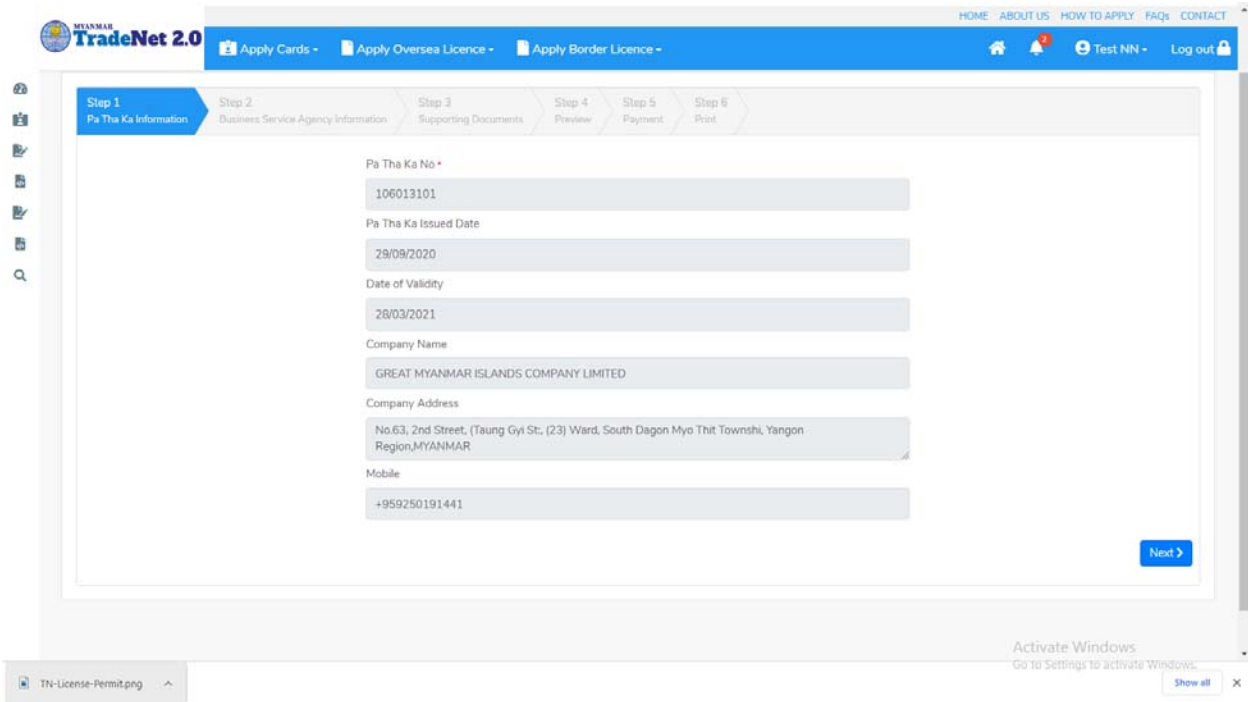 HOME ABOUT US HOW TO APPLY FAQs CONTACT
MYANMAR
TradeNet 2.0
Apply Cards
Apply Oversea Licence
Apply Border Licence
2
Test NN
Log out
Step 1
Pa Tha Ka Information
Step 2
Business Service Agency Information
Step 3
Supporting Documents
Step 4
Preview
Step 5
Payment
Step 6
Print
Pa Tha Ka No •
106013101
Pa Tha Ka Issued Date
29/09/2020
Date of Validity
28/03/2021
Company Name
GREAT MYANMAR ISLANDS COMPANY LIMITED
Company Address
No.63, 2nd Street, (Taung Gyi St:, (23) Ward, South Dagon Myo Thit Townshi, Yangon
Region,MYANMAR
Mobile
+959250191441
Next
Activate Windows
Go to Settings to activate Windows.
TN-License-Permit.png
Show all